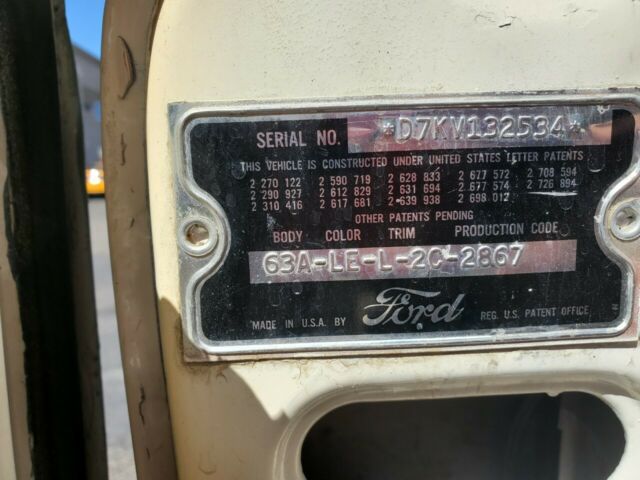 SERIAL NO. *D7KV132534*
THIS VEHICLE IS CONSTRUCTED UNDER UNITED STATES LETTER PATENTS
2 270 122 2 590 719 2 628 833 2 677 572 2 708 594
2 290 927 2 612 829 2 631 694 2 677 574 2 726 894
2 310 416 2 617 681 2 639 938 2 698 012
OTHER PATENTS PENDING
BODY COLOR TRIM PRODUCTION CODE
63A-LE-L-2C-2867
MADE IN U.S.A. BY Ford REG. U.S. PATENT OFFICE